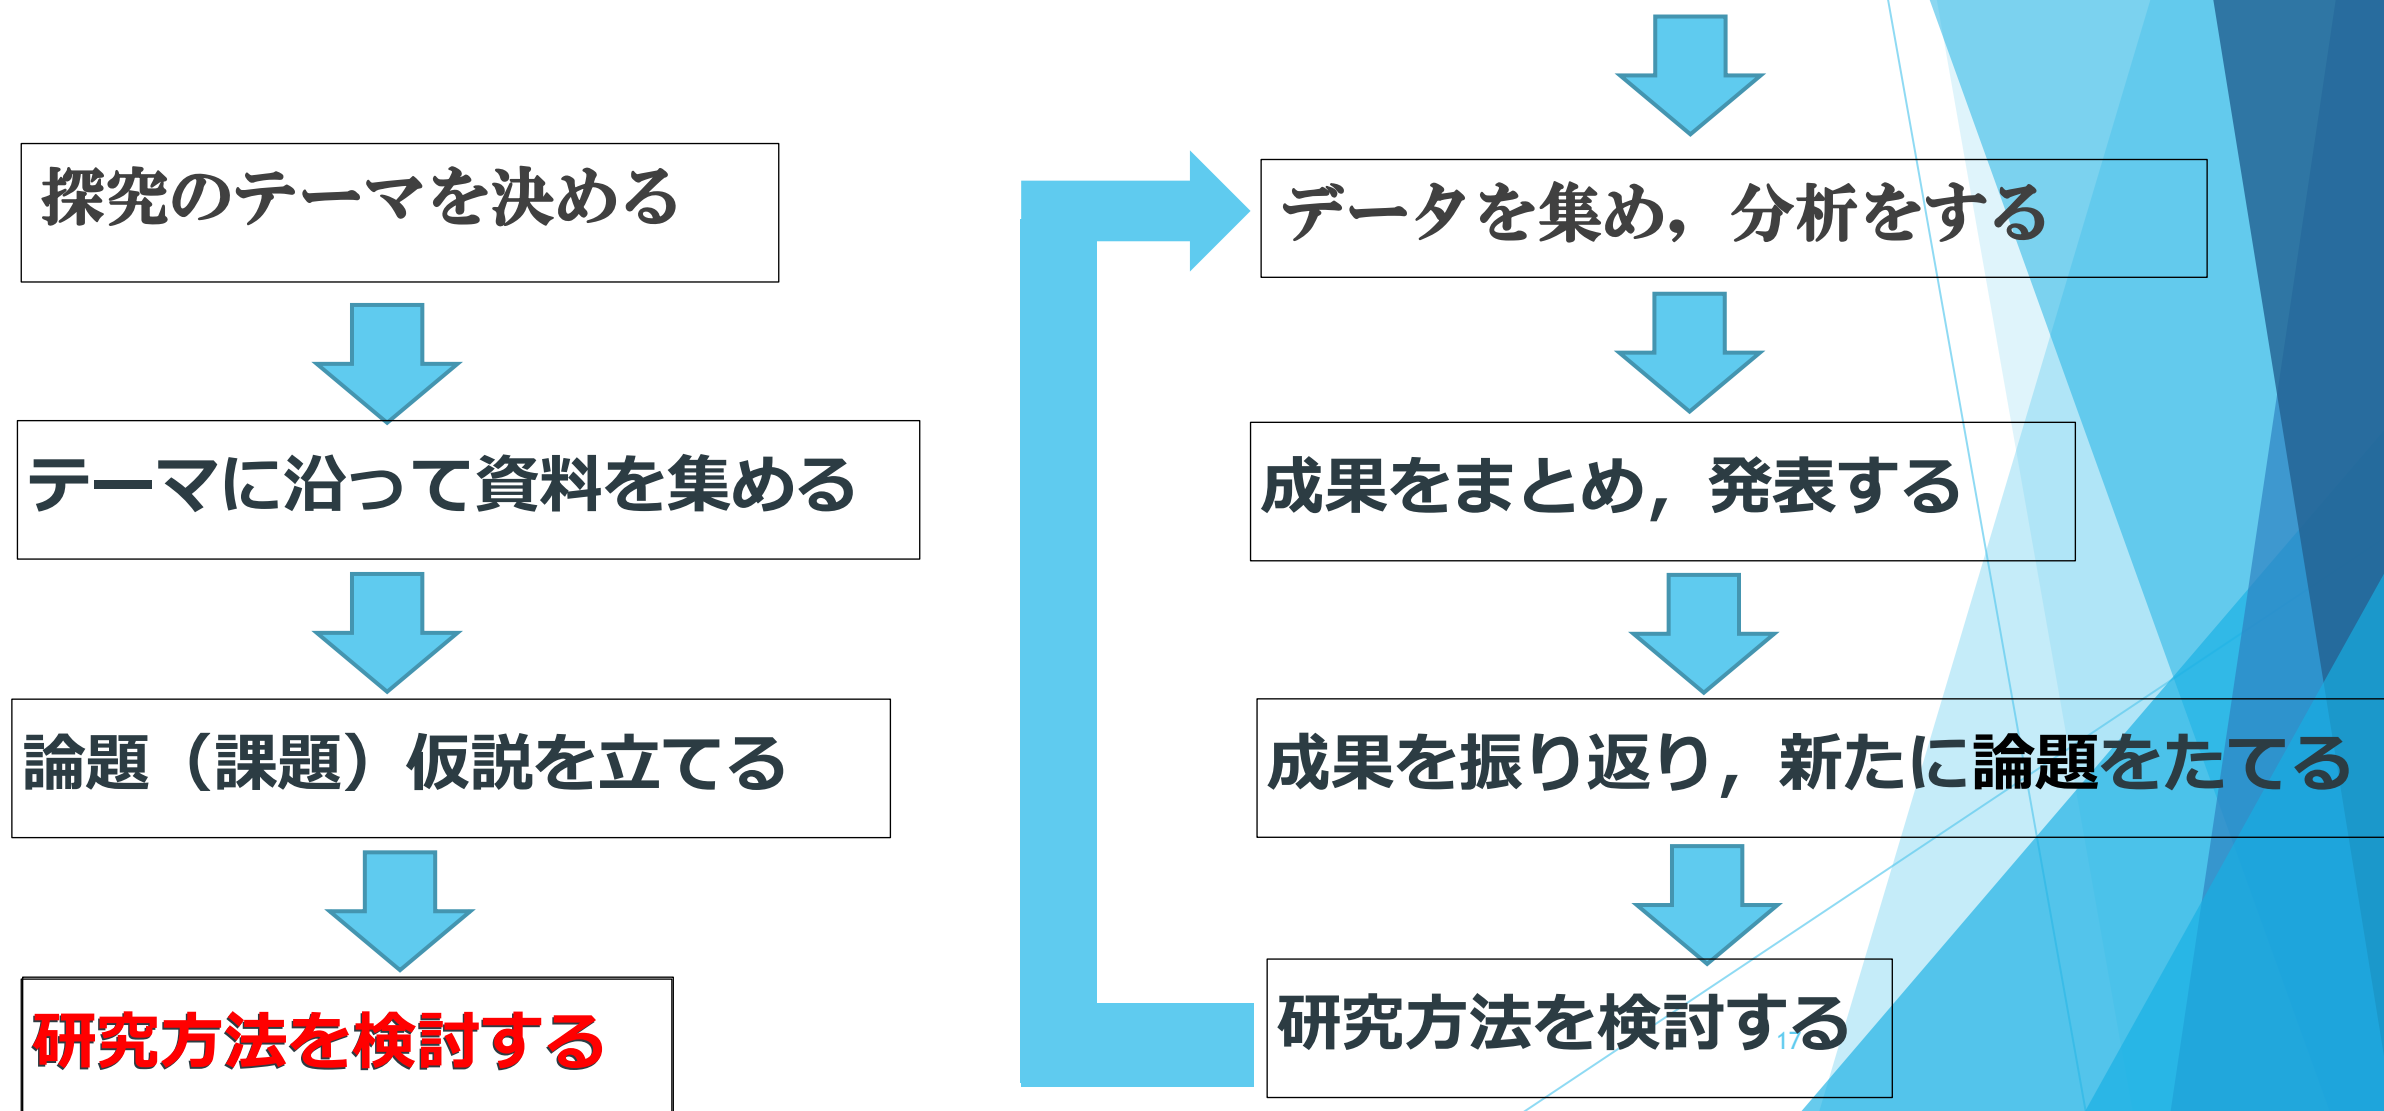 探究のテーマを決める
テーマに沿って資料を集める
論題（課題）仮説を立てる
研究方法を検討する
データを集め，分析をする
成果をまとめ，発表する
成果を振り返り，新たに論題をたてる
研究方法を検討する
17